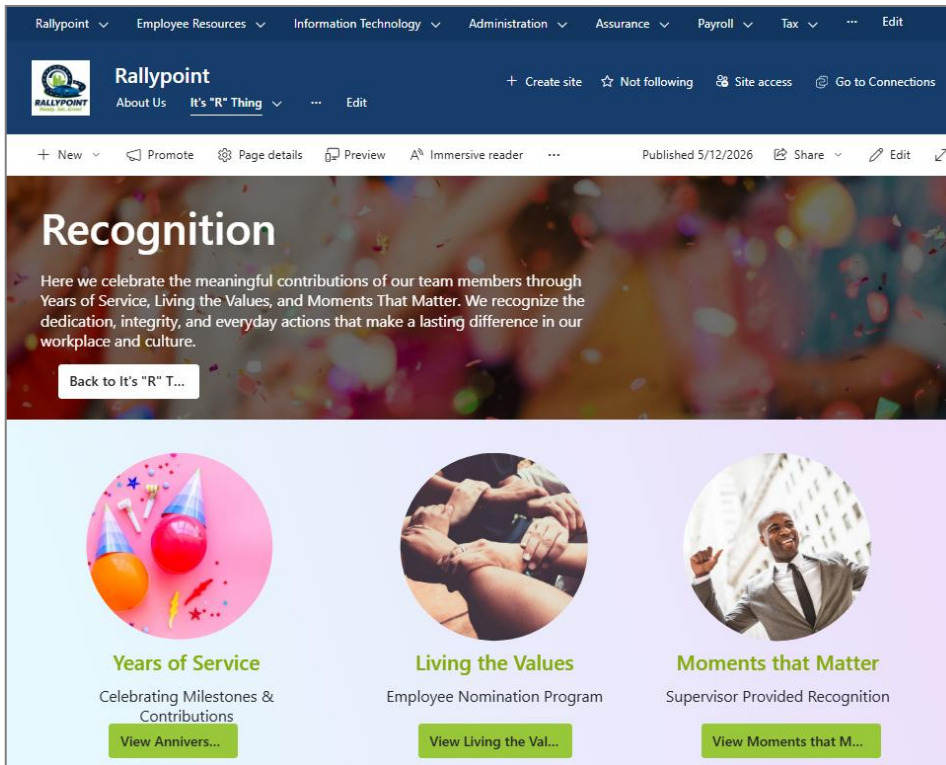 Rallypoint Employee Resources Information Technology Administration Assurance Payroll Tax ... Edit
RALLYPOINT
Ready. Set. Grow!
Rallypoint
About Us It's "R" Thing ... Edit
+ Create site Not following Site access Go to Connections
+ New Promote Page details Preview Immersive reader ... Published 5/12/2026 Share Edit
Recognition
Here we celebrate the meaningful contributions of our team members through
Years of Service, Living the Values, and Moments That Matter. We recognize the
dedication, integrity, and everyday actions that make a lasting difference in our
workplace and culture.
Back to It's "R" T...
Years of Service
Celebrating Milestones &
Contributions
View Annivers...
Living the Values
Employee Nomination Program
View Living the Val...
Moments that Matter
Supervisor Provided Recognition
View Moments that M...